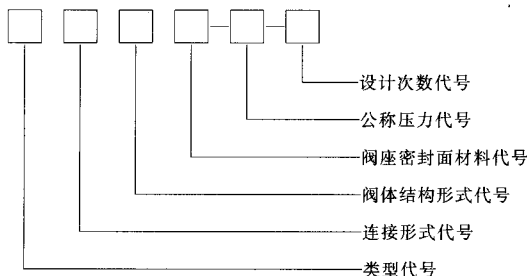 设计次数代号
公称压力代号
阀座密封面材料代号
阀体结构形式代号
连接形式代号
类型代号